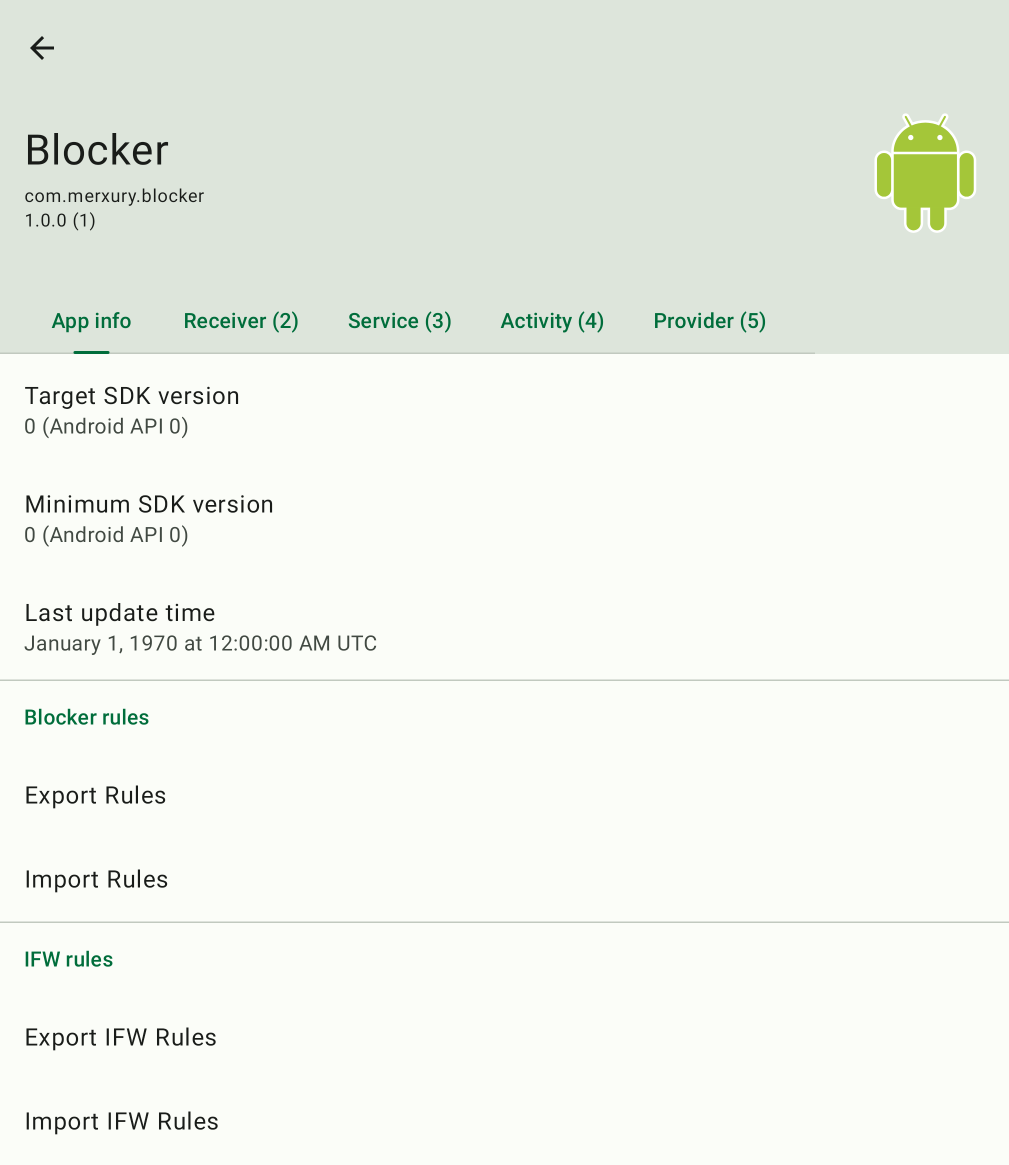 Blocker
com.merxury.blocker
1.0.0 (1)
App info Receiver (2) Service (3) Activity (4) Provider (5)
Target SDK version
0 (Android API 0)
Minimum SDK version
0 (Android API 0)
Last update time
January 1, 1970 at 12:00:00 AM UTC
Blocker rules
Export Rules
Import Rules
IFW rules
Export IFW Rules
Import IFW Rules